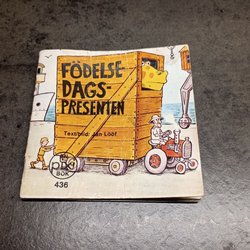 FÖDELSE-
DAGS-
PRESENTEN
Text/bild: Jan Lööf
pixi
BOK
436